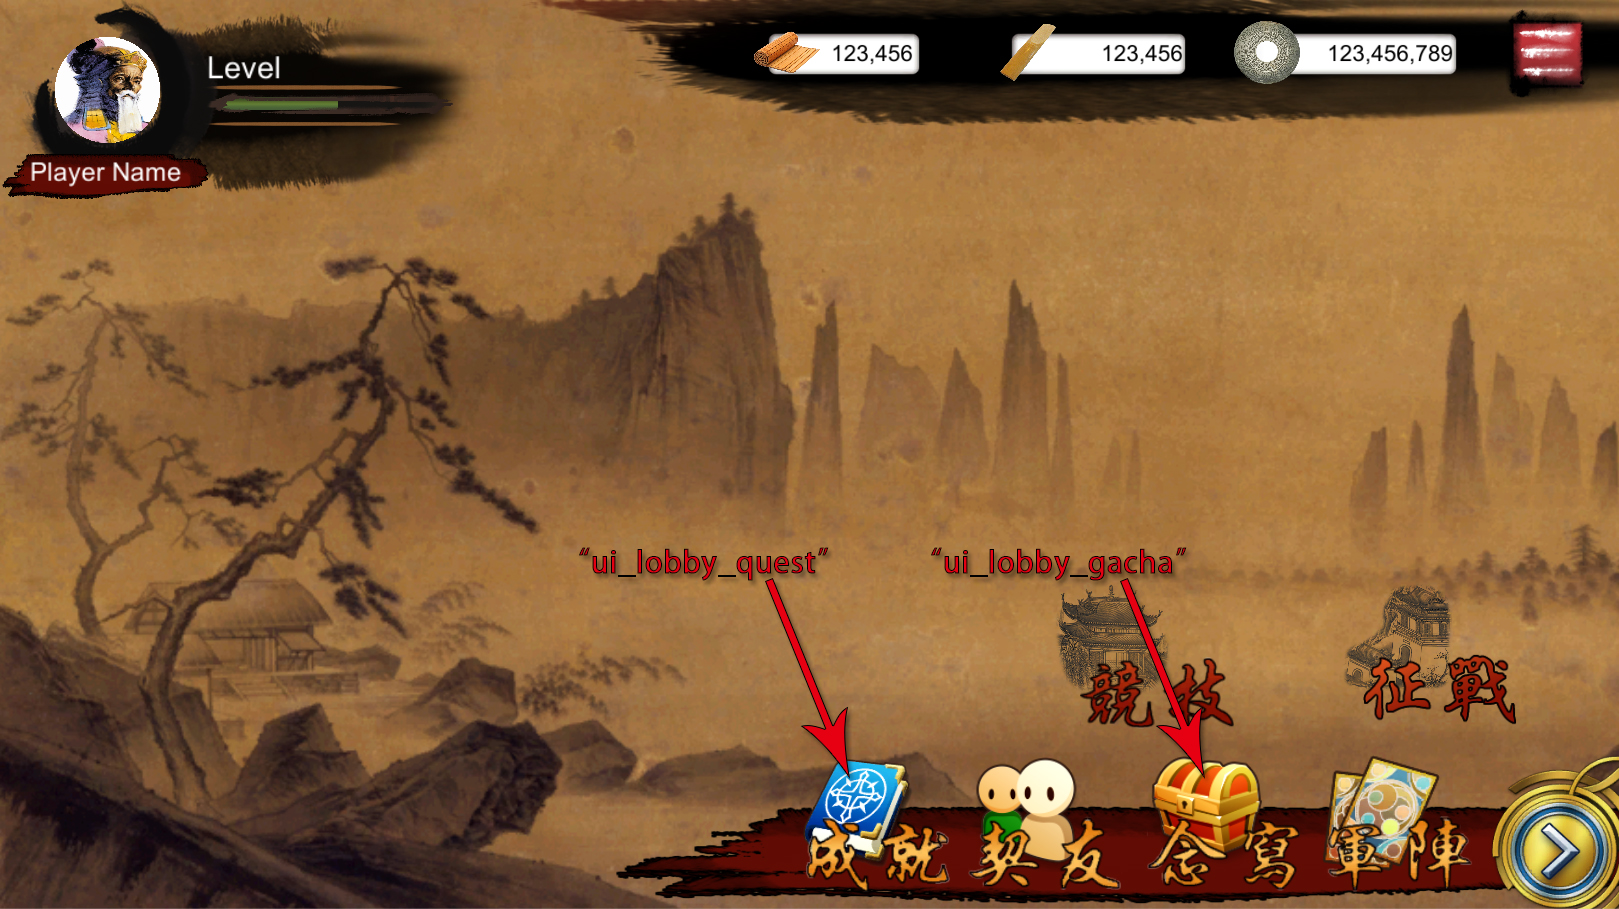 Level
123,456
123,456
123,456,789
Player Name
“ui_lobby_quest”
“ui_lobby_gacha”
競技
征戰
成就
契友
念寫
軍陣